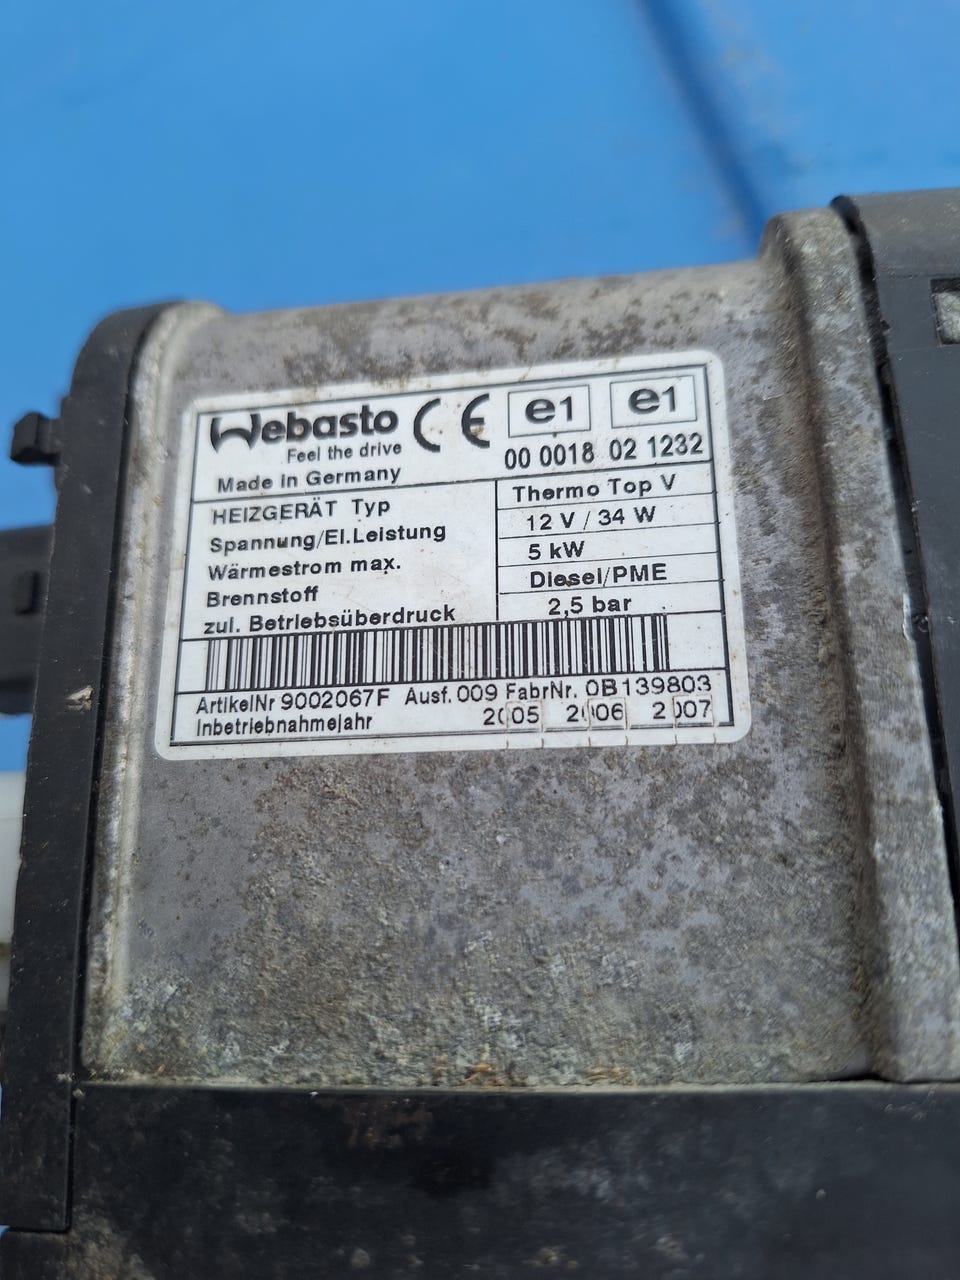 Webasto CE e1 e1
Feel the drive
00 0018 02 1232
Made in Germany
HEIZGERÄT Typ Thermo Top V
Spannung/El.Leistung 12 V / 34 W
Wärmestrom max. 5 kW
Brennstoff Diesel/PME
zul. Betriebsüberdruck 2,5 bar
ArtikelNr 9002067F Ausf. 009 FabrNr. 0B139803
Inbetriebnahmejahr 2005 2006 2007